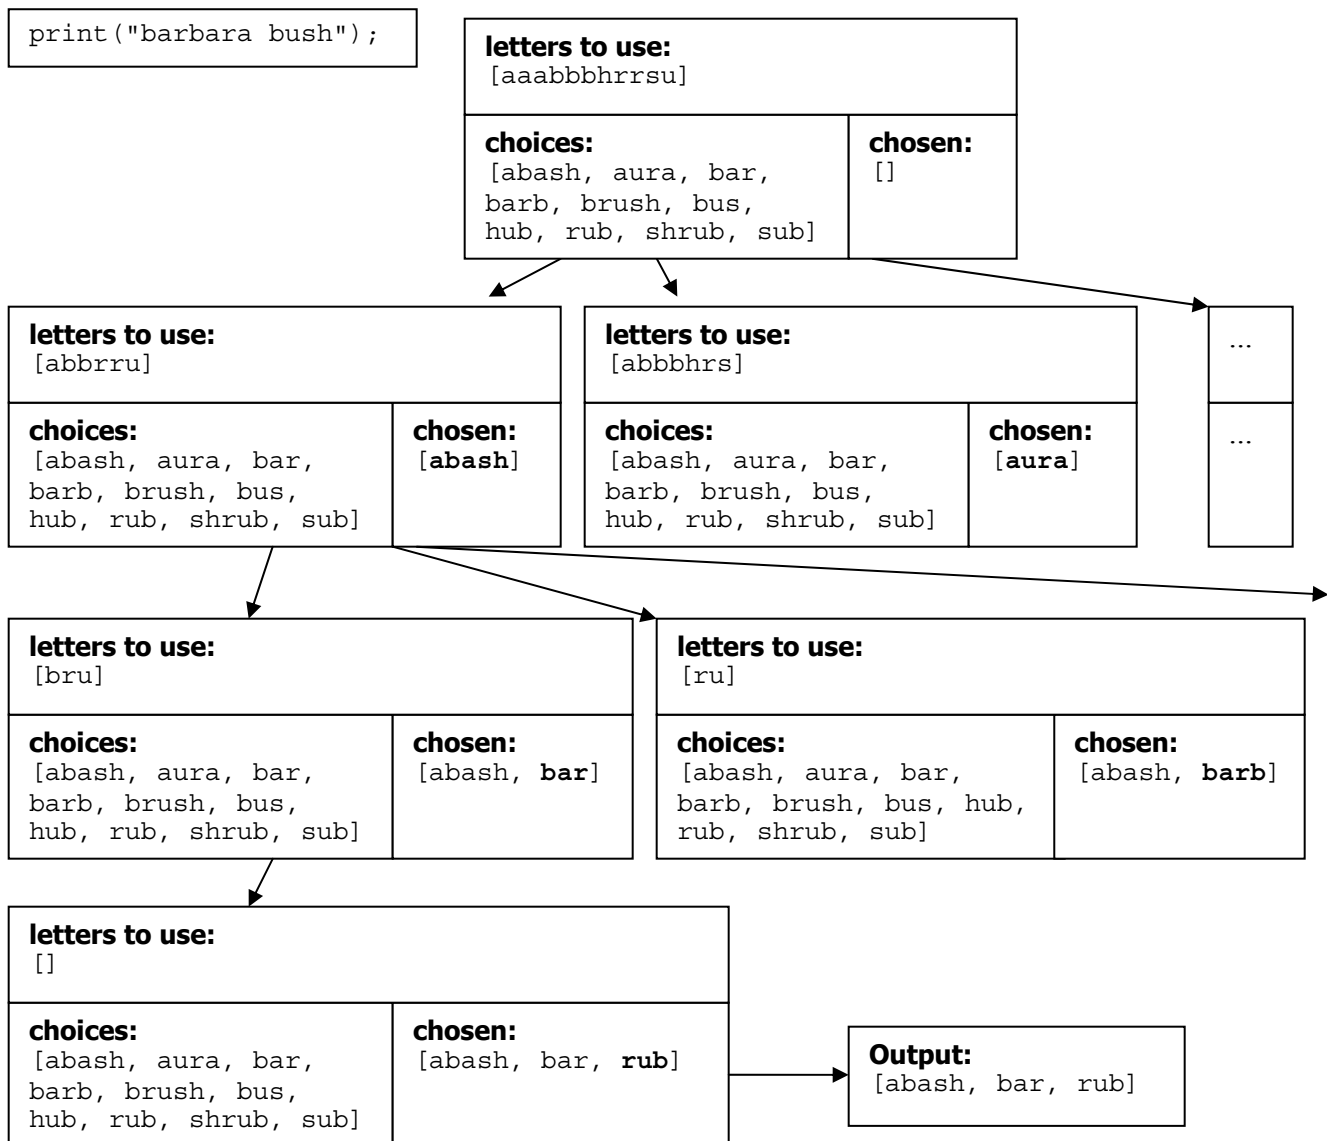 print("barbara bush");
letters to use:
[aaabbbhrrsu]
choices:
[abash, aura, bar,
barb, brush, bus,
hub, rub, shrub, sub]
chosen:
[]
letters to use:
[abbrru]
choices:
[abash, aura, bar,
barb, brush, bus,
hub, rub, shrub, sub]
chosen:
[abash]
letters to use:
[abbbhrs]
choices:
[abash, aura, bar,
barb, brush, bus,
hub, rub, shrub, sub]
chosen:
[aura]
...
...
letters to use:
[bru]
choices:
[abash, aura, bar,
barb, brush, bus,
hub, rub, shrub, sub]
chosen:
[abash, bar]
letters to use:
[ru]
choices:
[abash, aura, bar,
barb, brush, bus, hub,
rub, shrub, sub]
chosen:
[abash, barb]
letters to use:
[]
choices:
[abash, aura, bar,
barb, brush, bus,
hub, rub, shrub, sub]
chosen:
[abash, bar, rub]
Output:
[abash, bar, rub]